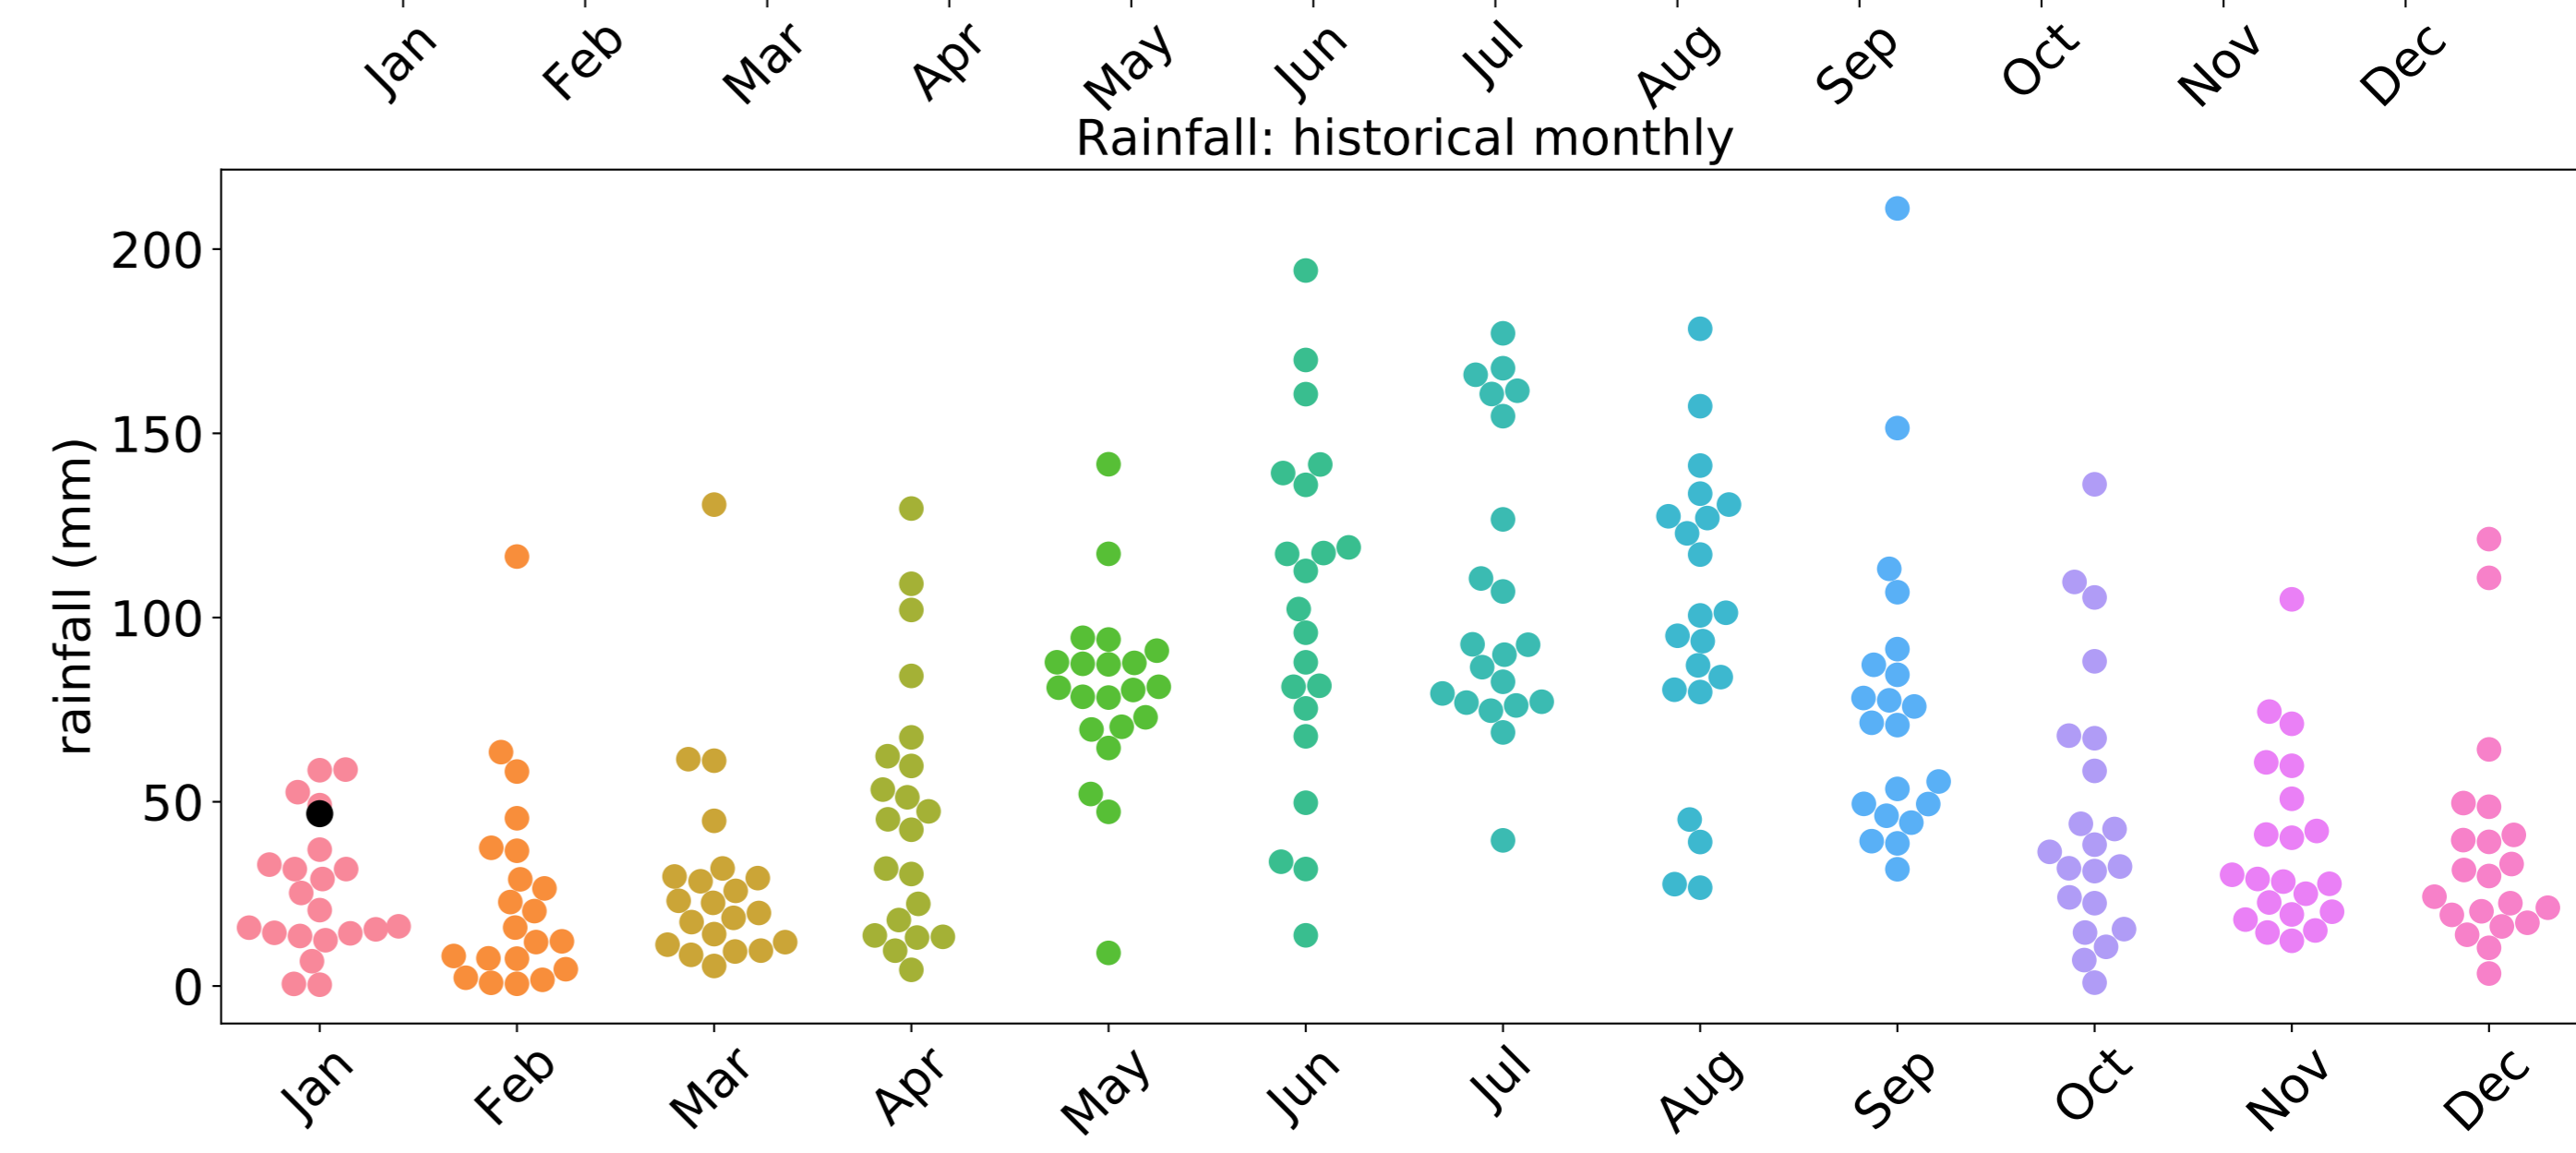 Jan Feb Mar Apr May Jun Jul Aug Sep Oct Nov Dec
Rainfall: historical monthly
rainfall (mm)
200
150
100
50
0
Jan Feb Mar Apr May Jun Jul Aug Sep Oct Nov Dec